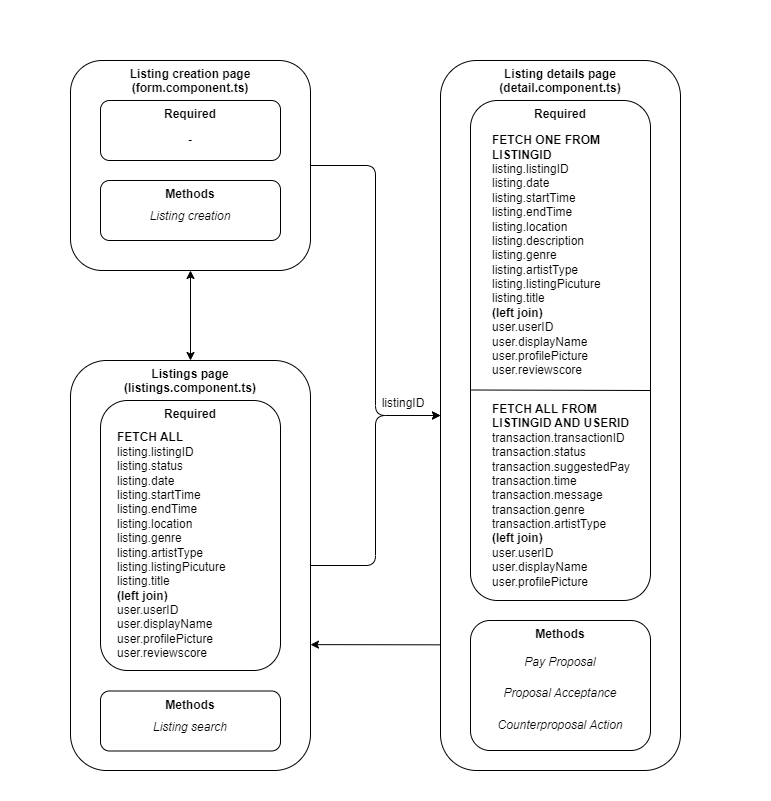 Listing creation page
(form.component.ts)
Required
-
Methods
Listing creation
Listings page
(listings.component.ts)
Required
FETCH ALL
listing.listingID
listing.status
listing.date
listing.startTime
listing.endTime
listing.location
listing.genre
listing.artistType
listing.listingPicuture
listing.title
(left join)
user.userID
user.displayName
user.profilePicture
user.reviewscore
Methods
Listing search
listingID
Listing details page
(detail.component.ts)
Required
FETCH ONE FROM
LISTINGID
listing.listingID
listing.date
listing.startTime
listing.endTime
listing.location
listing.description
listing.genre
listing.artistType
listing.listingPicuture
listing.title
(left join)
user.userID
user.displayName
user.profilePicture
user.reviewscore
FETCH ALL FROM
LISTINGID AND USERID
transaction.transactionID
transaction.status
transaction.suggestedPay
transaction.time
transaction.message
transaction.genre
transaction.artistType
(left join)
user.userID
user.displayName
user.profilePicture
Methods
Pay Proposal
Proposal Acceptance
Counterproposal Action